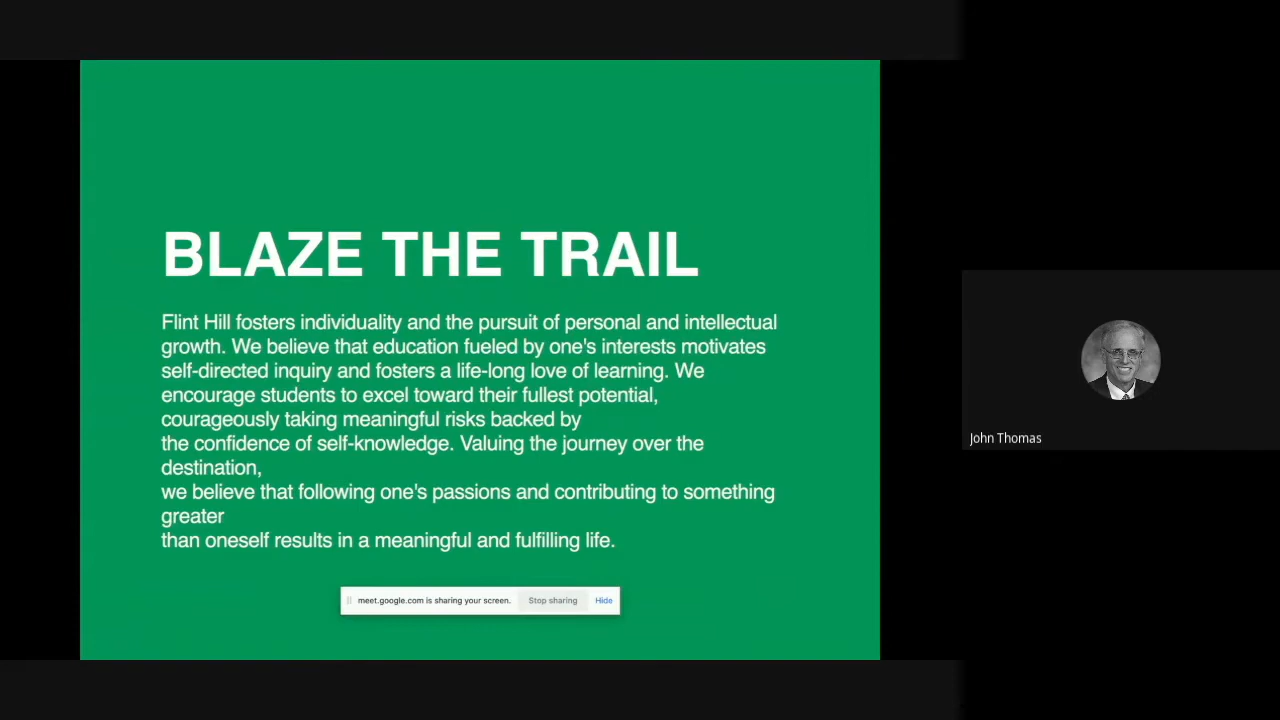 BLAZE THE TRAIL
Flint Hill fosters individuality and the pursuit of personal and intellectual
growth. We believe that education fueled by one's interests motivates
self-directed inquiry and fosters a life-long love of learning. We
encourage students to excel toward their fullest potential,
courageously taking meaningful risks backed by
the confidence of self-knowledge. Valuing the journey over the
destination,
we believe that following one's passions and contributing to something
greater
than oneself results in a meaningful and fulfilling life.
meet.google.com is sharing your screen. Stop sharing Hide
John Thomas